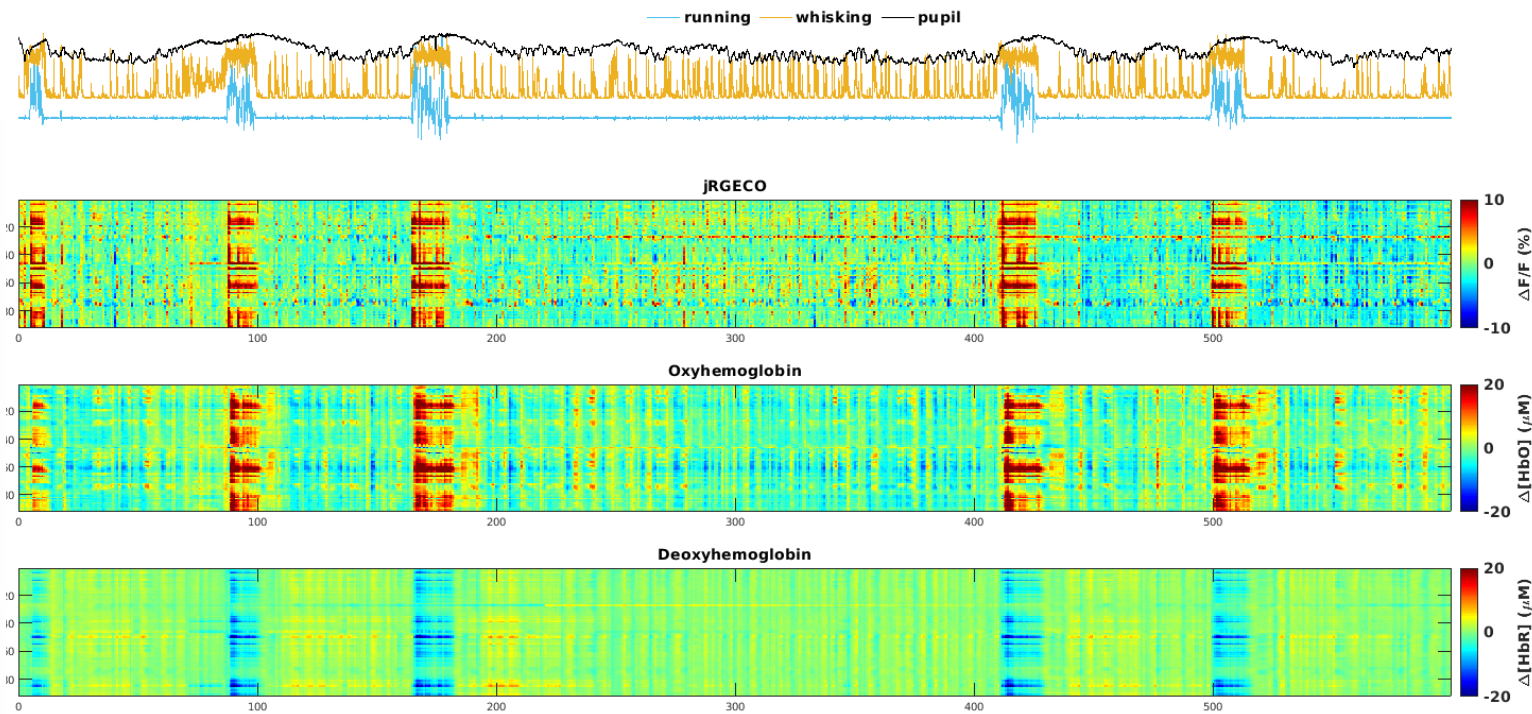 running whisking pupil
jRGECO
10
0
-10
ΔF/F (%)
0 100 200 300 400 500
Oxyhemoglobin
20
0
-20
Δ[HbO] (μM)
0 100 200 300 400 500
Deoxyhemoglobin
20
0
-20
Δ[HbR] (μM)
0 100 200 300 400 500